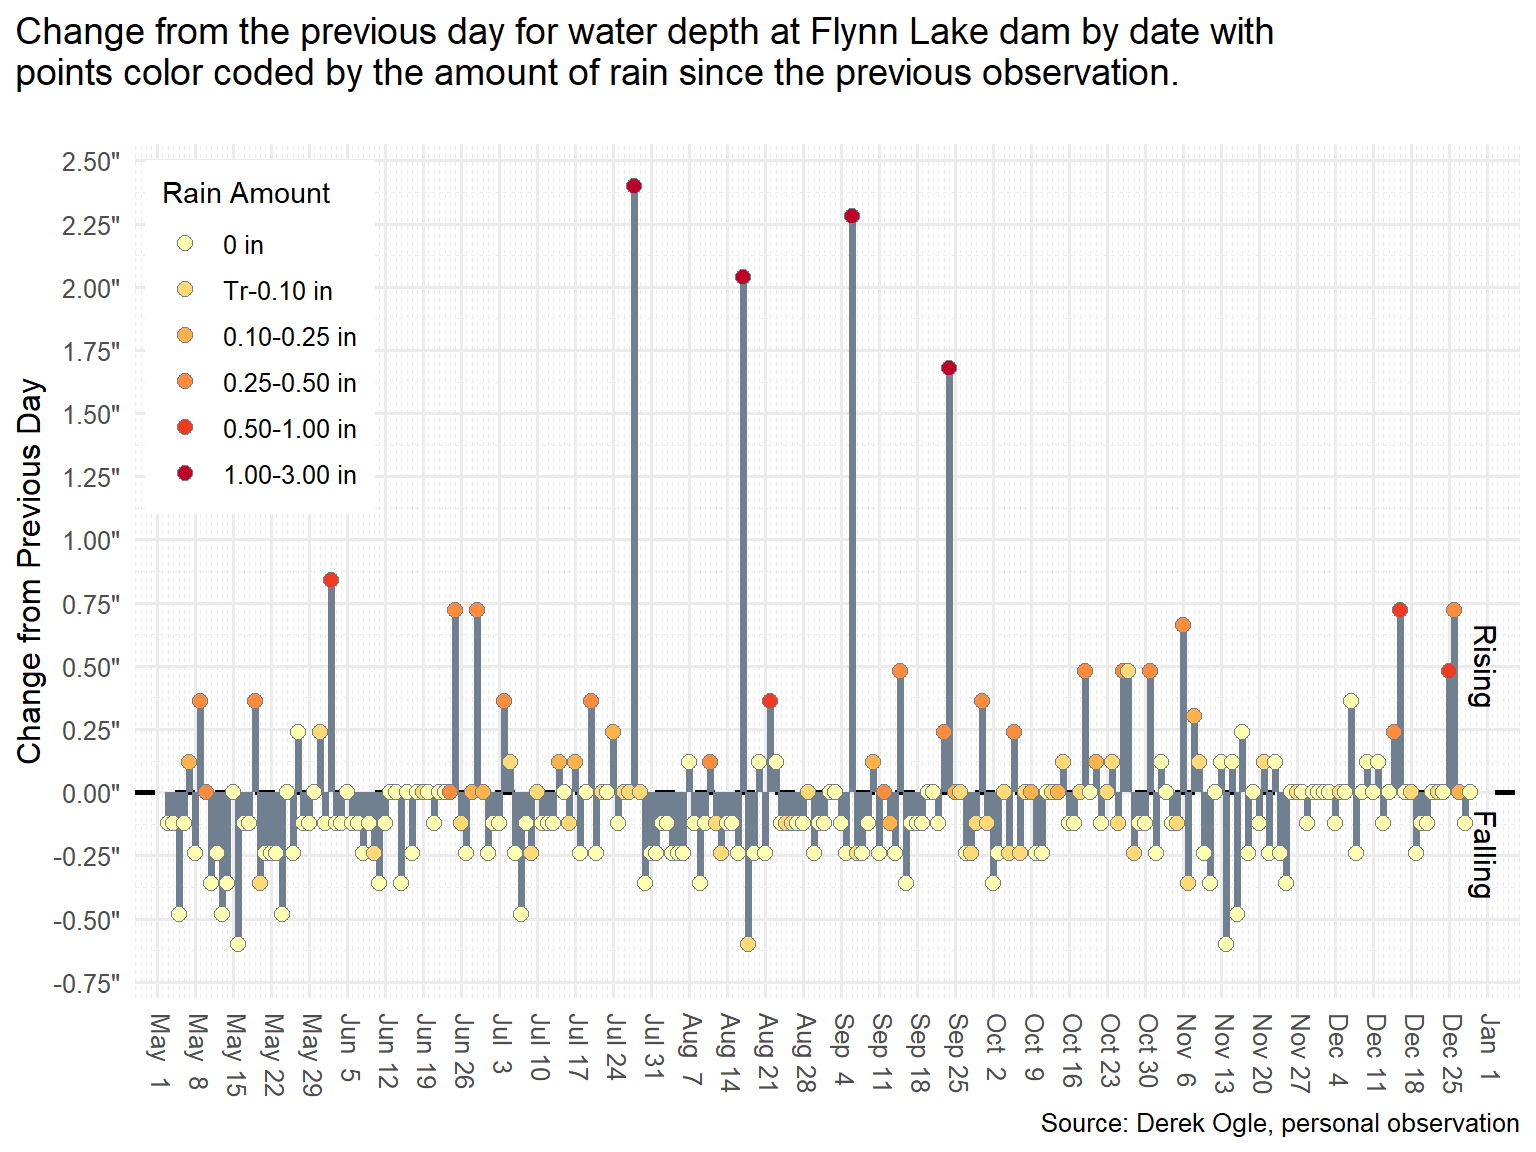 Change from the previous day for water depth at Flynn Lake dam by date with
points color coded by the amount of rain since the previous observation.
Change from Previous Day
2.50"
2.25"
2.00"
1.75"
1.50"
1.25"
1.00"
0.75"
0.50"
0.25"
0.00"
-0.25"
-0.50"
-0.75"
Rain Amount
0 in
Tr-0.10 in
0.10-0.25 in
0.25-0.50 in
0.50-1.00 in
1.00-3.00 in
Rising
Falling
May 1
May 8
May 15
May 22
May 29
Jun 5
Jun 12
Jun 19
Jun 26
Jul 3
Jul 10
Jul 17
Jul 24
Jul 31
Aug 7
Aug 14
Aug 21
Aug 28
Sep 4
Sep 11
Sep 18
Sep 25
Oct 2
Oct 9
Oct 16
Oct 23
Oct 30
Nov 6
Nov 13
Nov 20
Nov 27
Dec 4
Dec 11
Dec 18
Dec 25
Jan 1
Source: Derek Ogle, personal observation